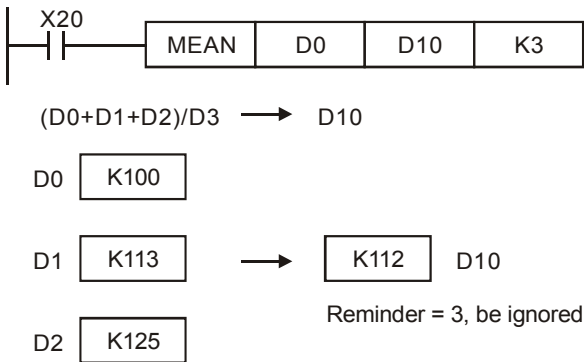 X20
MEAN D0 D10 K3
(D0+D1+D2)/D3 D10
D0 K100
D1 K113 K112 D10
Reminder = 3, be ignored
D2 K125